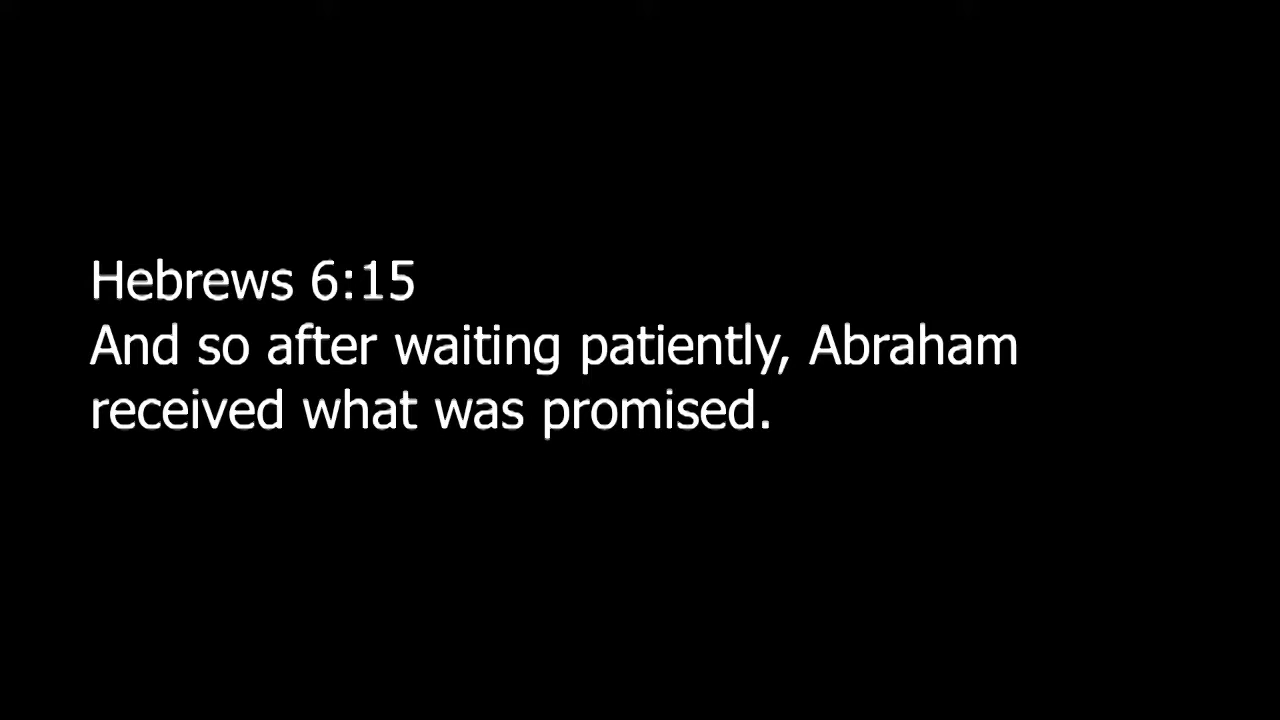 Hebrews 6:15
And so after waiting patiently, Abraham
received what was promised.